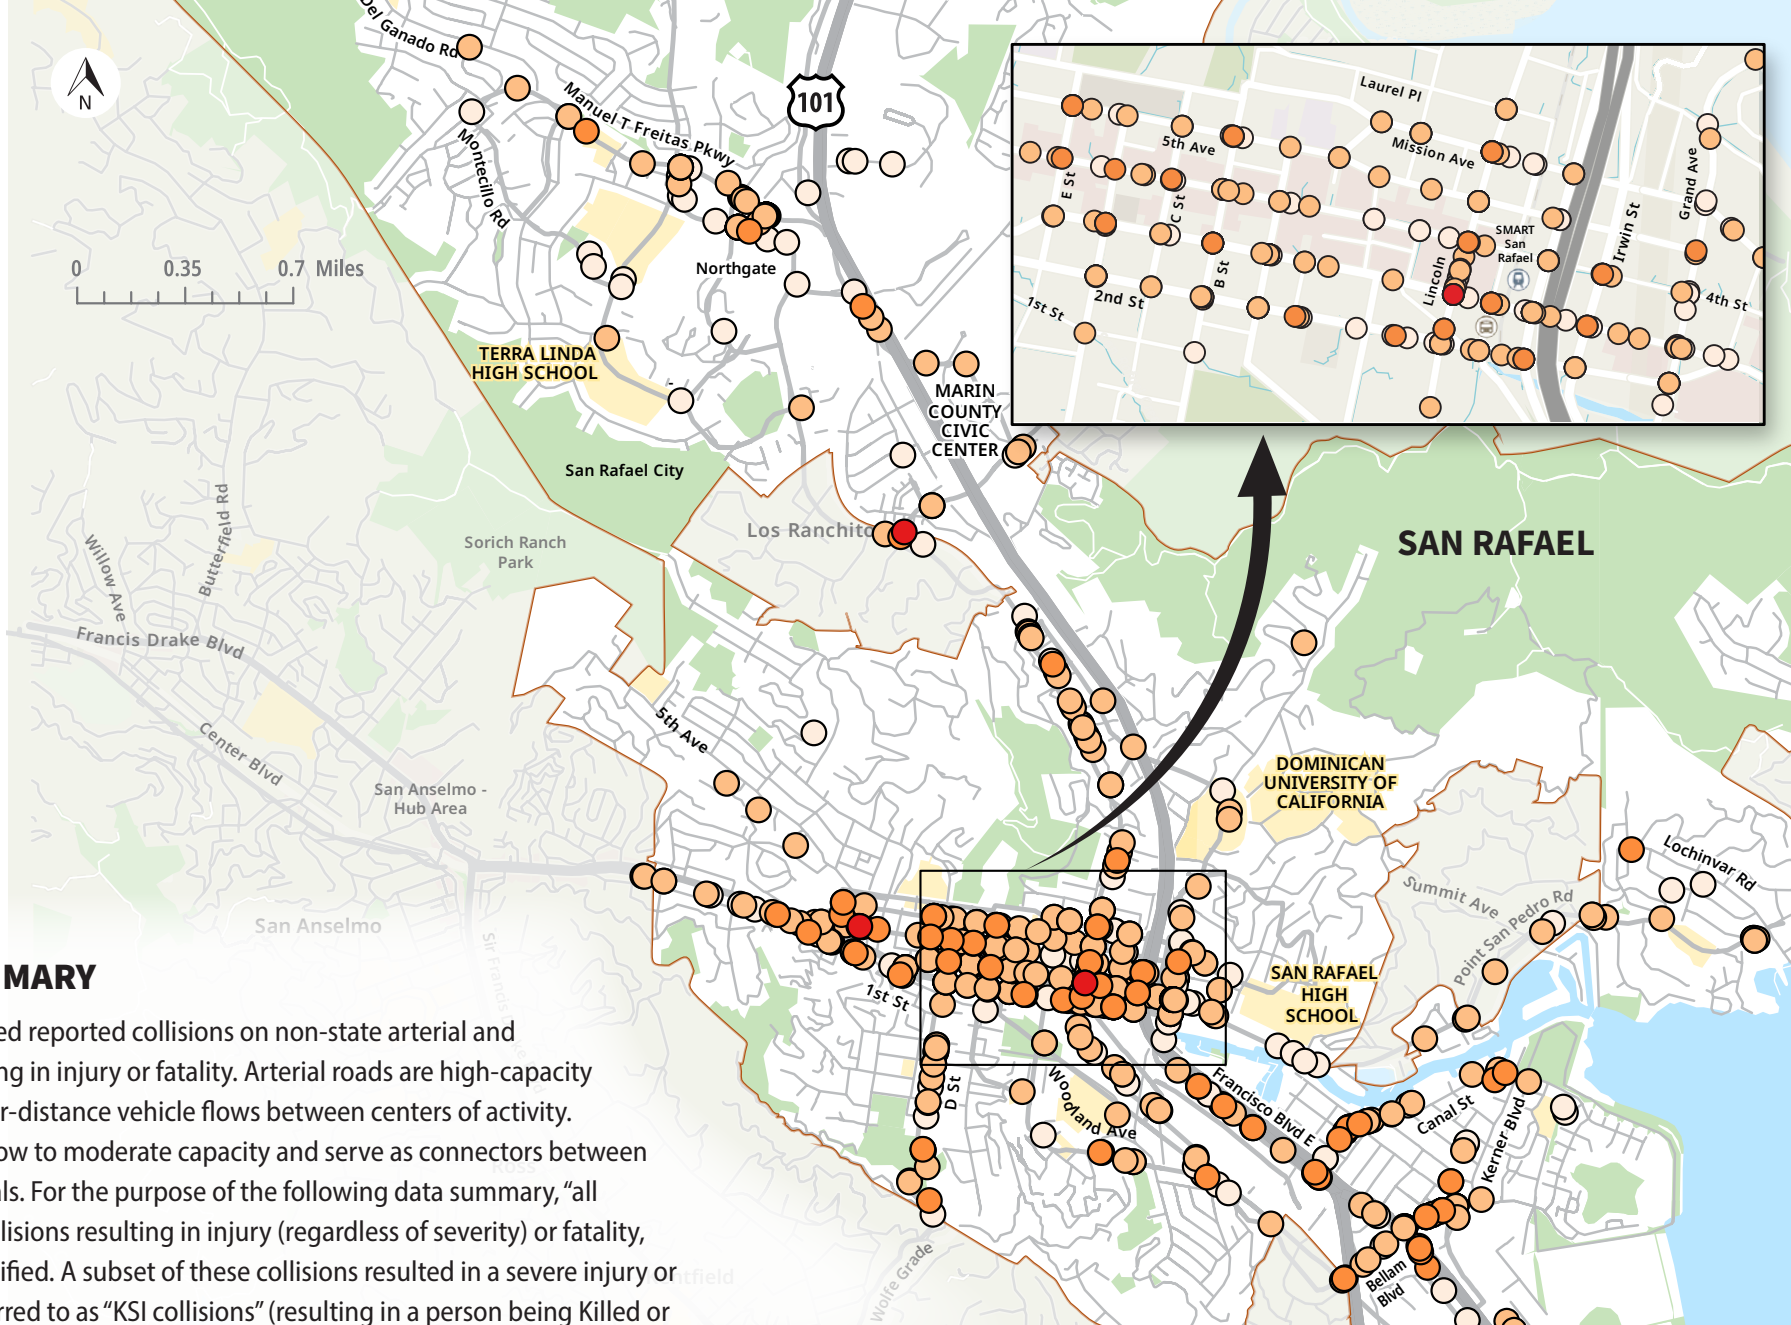 Del Ganado Rd
N
Manuel T Freitas Pkwy
101
Montecillo Rd
0 0.35 0.7 Miles
Northgate
TERRA LINDA
HIGH SCHOOL
MARIN
COUNTY
CIVIC
CENTER
San Rafael City
Los Ranchito
Sorich Ranch
Park
Butterfield Rd
Willow Ave
Francis Drake Blvd
Center Blvd
San Anselmo -
Hub Area
San Anselmo
5th Ave
1st St
SAN RAFAEL
DOMINICAN
UNIVERSITY OF
CALIFORNIA
SAN RAFAEL
HIGH
SCHOOL
Summit Ave
Point San Pedro Rd
Lochinvar Rd
D St
Woodland Ave
Francisco Blvd E
Canal St
Kerner Blvd
Bellam
Blvd
Wolfe Grade
Laurel Pl
5th Ave
Mission Ave
E St
C St
B St
Lincoln
SMART
San
Rafael
Irwin St
Grand Ave
4th St
2nd St
1st St
MARY
ed reported collisions on non-state arterial and
ng in injury or fatality. Arterial roads are high-capacity
r-distance vehicle flows between centers of activity.
ow to moderate capacity and serve as connectors between
ls. For the purpose of the following data summary, “all
llisions resulting in injury (regardless of severity) or fatality,
ified. A subset of these collisions resulted in a severe injury or
rred to as “KSI collisions” (resulting in a person being Killed or